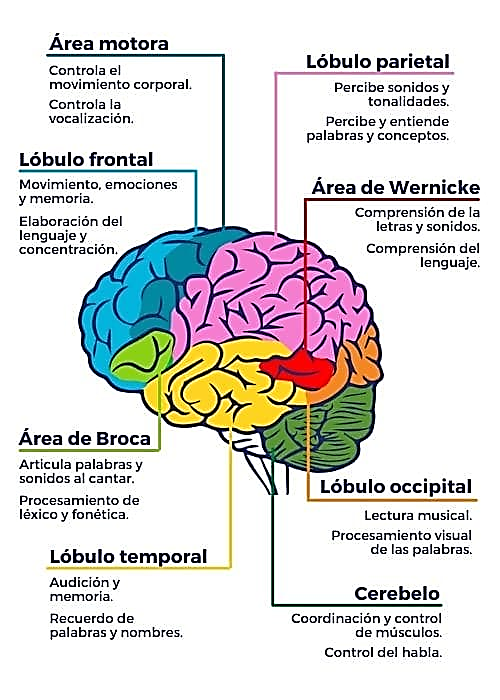 Área motora
Controla el
movimiento corporal.
Controla la
vocalización.
Lóbulo parietal
Percibe sonidos y
tonalidades.
Percibe y entiende
palabras y conceptos.
Lóbulo frontal
Movimiento, emociones
y memoria.
Elaboración del
lenguaje y
concentración.
Área de Wernicke
Comprensión de la
letras y sonidos.
Comprensión del
lenguaje.
Área de Broca
Articula palabras y
sonidos al cantar.
Procesamiento de
léxico y fonética.
Lóbulo occipital
Lectura musical.
Procesamiento visual
de las palabras.
Lóbulo temporal
Audición y
memoria.
Recuerdo de
palabras y nombres.
Cerebelo
Coordinación y control
de músculos.
Control del habla.